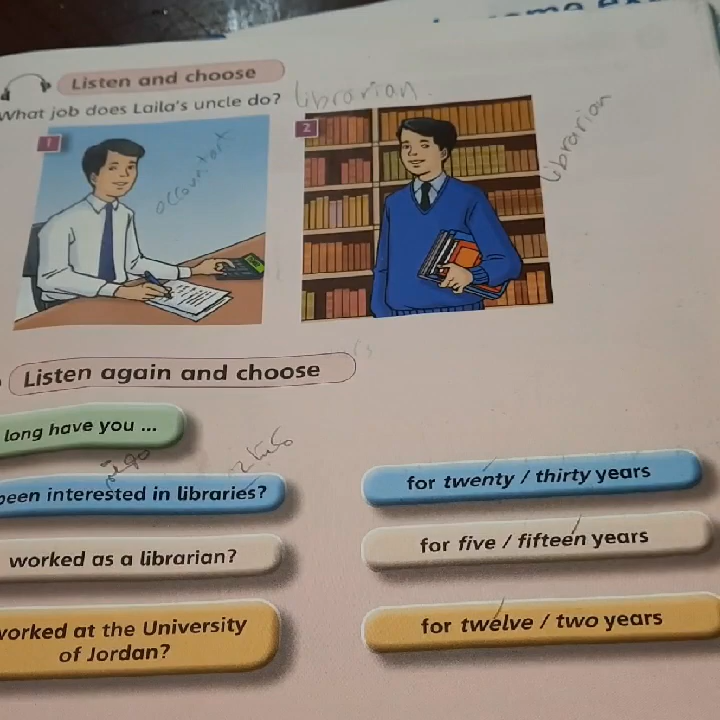 Listen and choose
What job does Laila's uncle do? librarian.
1
accountant
2
librarian
Listen again and choose
long have you ...
been interested in libraries?
for twenty / thirty years
worked as a librarian?
for five / fifteen years
worked at the University
of Jordan?
for twelve / two years